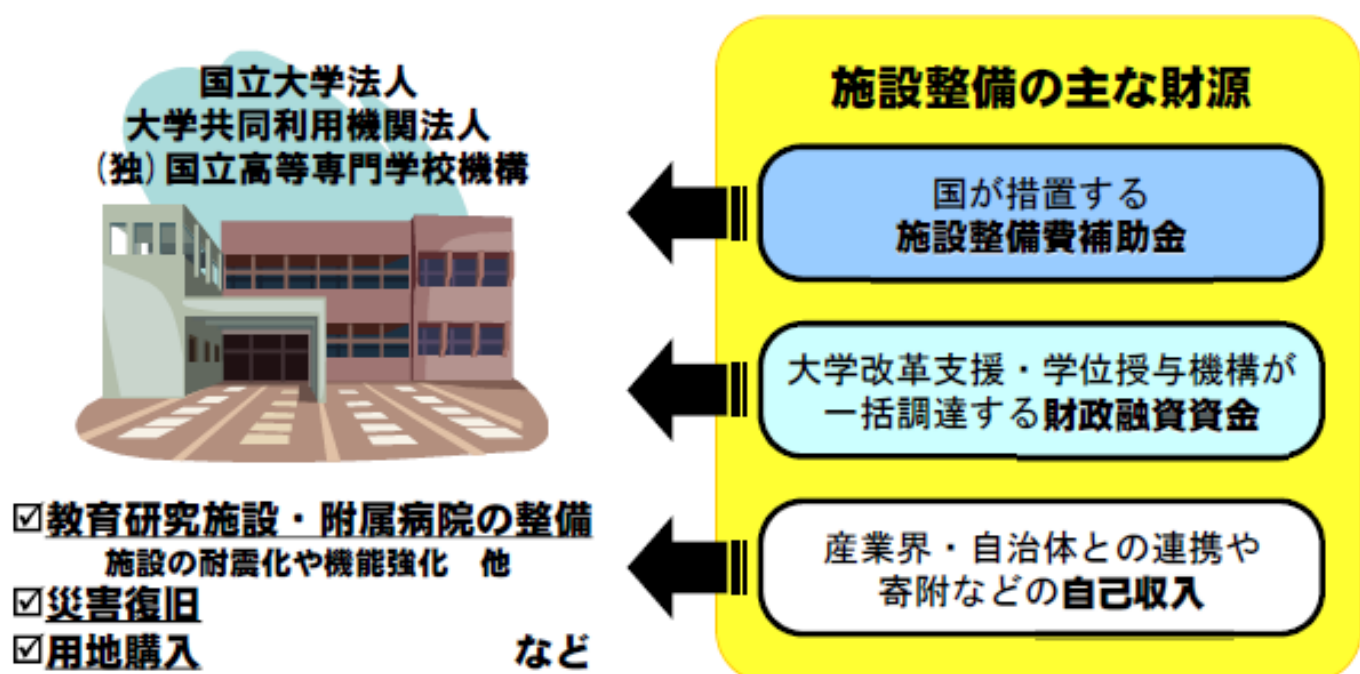 国立大学法人
大学共同利用機関法人
(独)国立高等専門学校機構
☑教育研究施設・附属病院の整備
施設の耐震化や機能強化　他
☑災害復旧
☑用地購入　など
施設整備の主な財源
国が措置する
施設整備費補助金
大学改革支援・学位授与機構が
一括調達する財政融資資金
産業界・自治体との連携や
寄附などの自己収入